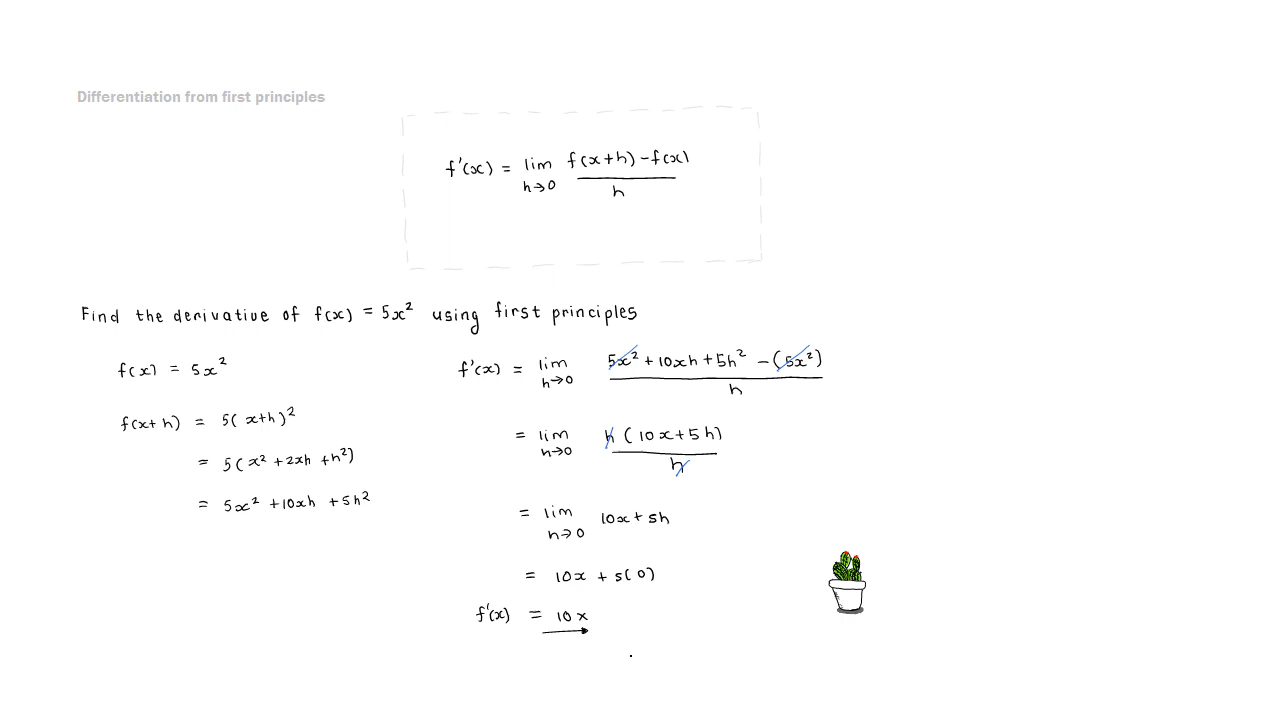 Differentiation from first principles
f'(x) = lim h→0 f(x+h) - f(x) / h
Find the derivative of f(x) = 5x² using first principles
f(x) = 5x²
f(x+h) = 5(x+h)²
= 5(x² + 2xh + h²)
= 5x² + 10xh + 5h²
f'(x) = lim h→0 5x² + 10xh + 5h² - (5x²) / h
= lim h→0 h(10x + 5h) / h
= lim h→0 10x + 5h
= 10x + 5(0)
f'(x) = 10x